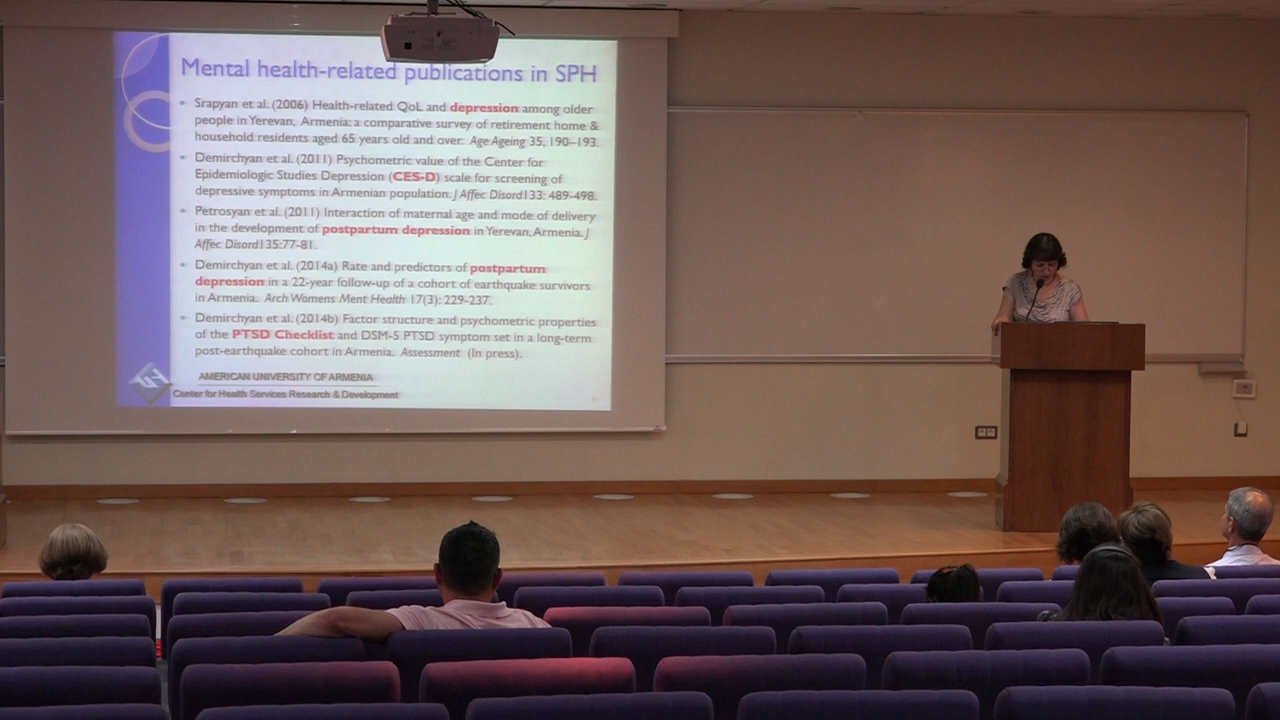 Mental health-related publications in SPH
Srapyan et al. (2006) Health-related QoL and depression among older
people in Yerevan, Armenia: a comparative survey of retirement home &
household residents aged 65 years old and over. Age Ageing 35, 190–193.
Demirchyan et al. (2011) Psychometric value of the Center for
Epidemiologic Studies Depression (CES-D) scale for screening of
depressive symptoms in Armenian population. J Affec Disord133: 489-498.
Petrosyan et al. (2011) Interaction of maternal age and mode of delivery
in the development of postpartum depression in Yerevan, Armenia. J
Affec Disord135:77-81.
Demirchyan et al. (2014a) Rate and predictors of postpartum
depression in a 22-year follow-up of a cohort of earthquake survivors
in Armenia. Arch Womens Ment Health 17(3): 229-237.
Demirchyan et al. (2014b) Factor structure and psychometric properties
of the PTSD Checklist and DSM-5 PTSD symptom set in a long-term
post-earthquake cohort in Armenia. Assessment (In press).
AMERICAN UNIVERSITY OF ARMENIA
Center for Health Services Research & Development